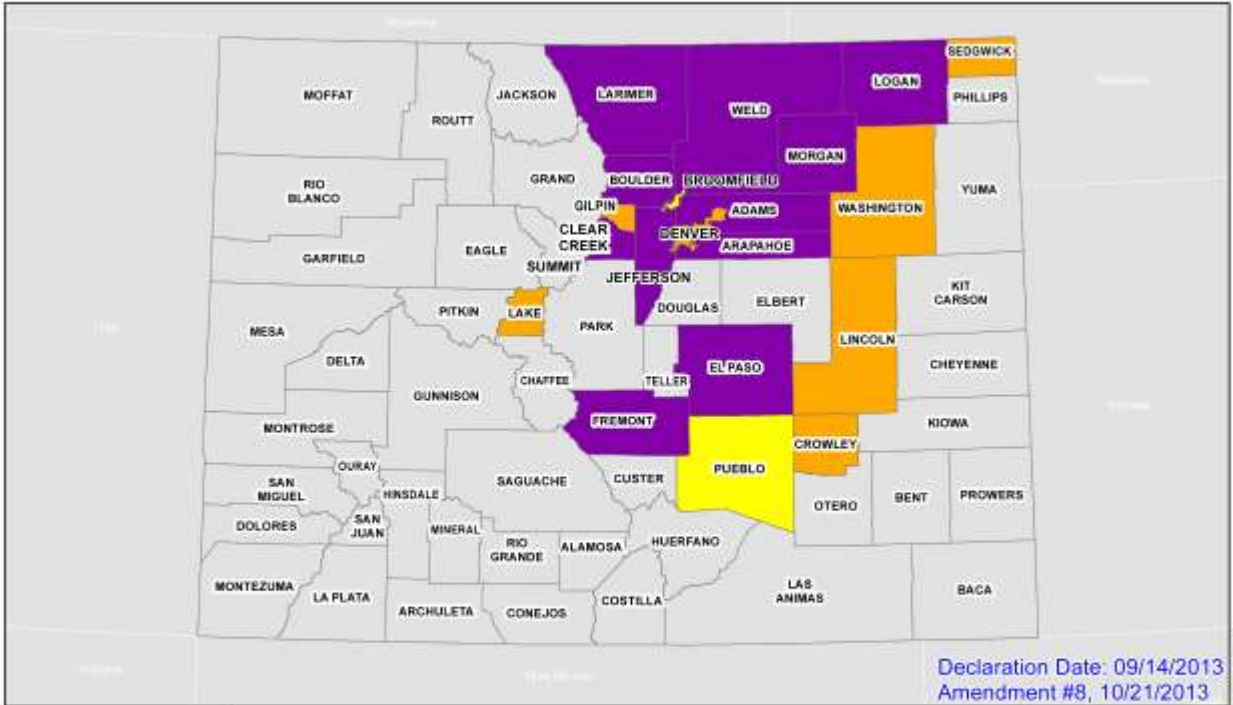 SEDGWICK
LOGAN
LARIMER
JACKSON
MOFFAT
PHILLIPS
WELD
ROUTT
MORGAN
GRAND
BOULDER
BROOMFIELD
RIO
BLANCO
YUMA
GILPIN
ADAMS
WASHINGTON
CLEAR
CREEK
DENVER
ARAPAHOE
EAGLE
GARFIELD
SUMMIT
JEFFERSON
KIT
CARSON
ELBERT
DOUGLAS
PITKIN
LAKE
PARK
MESA
LINCOLN
DELTA
EL PASO
CHEYENNE
CHAFFEE
TELLER
GUNNISON
FREMONT
KIOWA
MONTROSE
CROWLEY
OURAY
PUEBLO
CUSTER
SAGUACHE
SAN
MIGUEL
HINSDALE
OTERO
BENT
PROWERS
DOLORES
SAN
JUAN
MINERAL
RIO
GRANDE
ALAMOSA
HUERFANO
MONTEZUMA
LA PLATA
ARCHULETA
CONEJOS
COSTILLA
LAS
ANIMAS
BACA
Declaration Date: 09/14/2013
Amendment #8, 10/21/2013